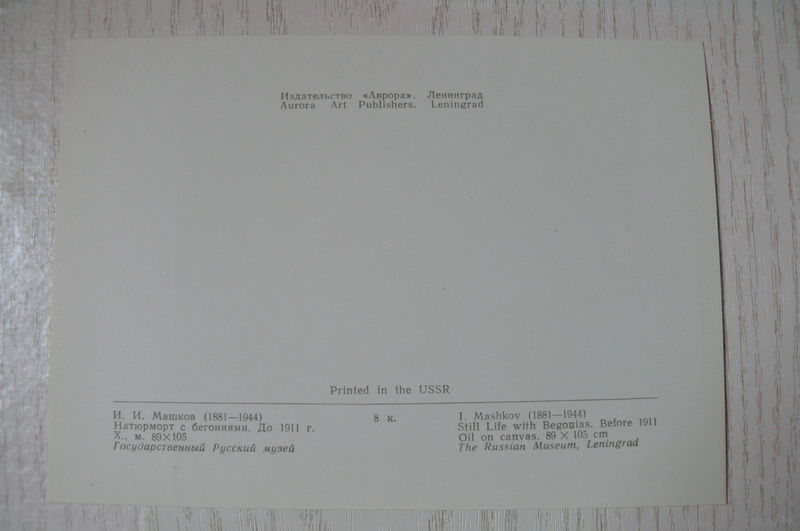 Издательство «Аврора». Ленинград
Aurora Art Publishers. Leningrad
Printed in the USSR
И. И. Машков (1881—1944)
Натюрморт с бегониями. До 1911 г.
Х., м. 89×105
Государственный Русский музей
8 к.
I. Mashkov (1881—1944)
Still Life with Begonias. Before 1911
Oil on canvas. 89 × 105 cm
The Russian Museum, Leningrad